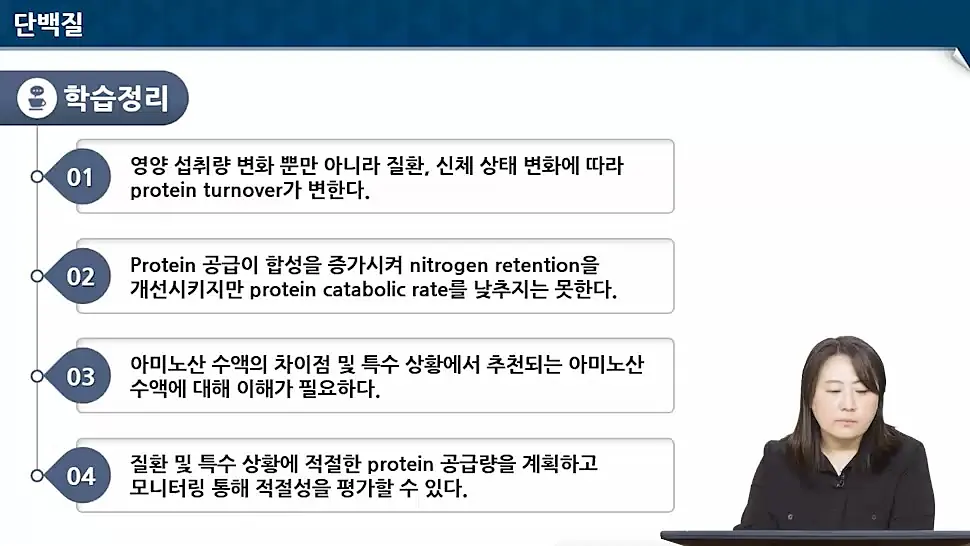 단백질
학습정리
01
영양 섭취량 변화 뿐만 아니라 질환, 신체 상태 변화에 따라
protein turnover가 변한다.
02
Protein 공급이 합성을 증가시켜 nitrogen retention을
개선시키지만 protein catabolic rate를 낮추지는 못한다.
03
아미노산 수액의 차이점 및 특수 상황에서 추천되는 아미노산
수액에 대해 이해가 필요하다.
04
질환 및 특수 상황에 적절한 protein 공급량을 계획하고
모니터링 통해 적절성을 평가할 수 있다.